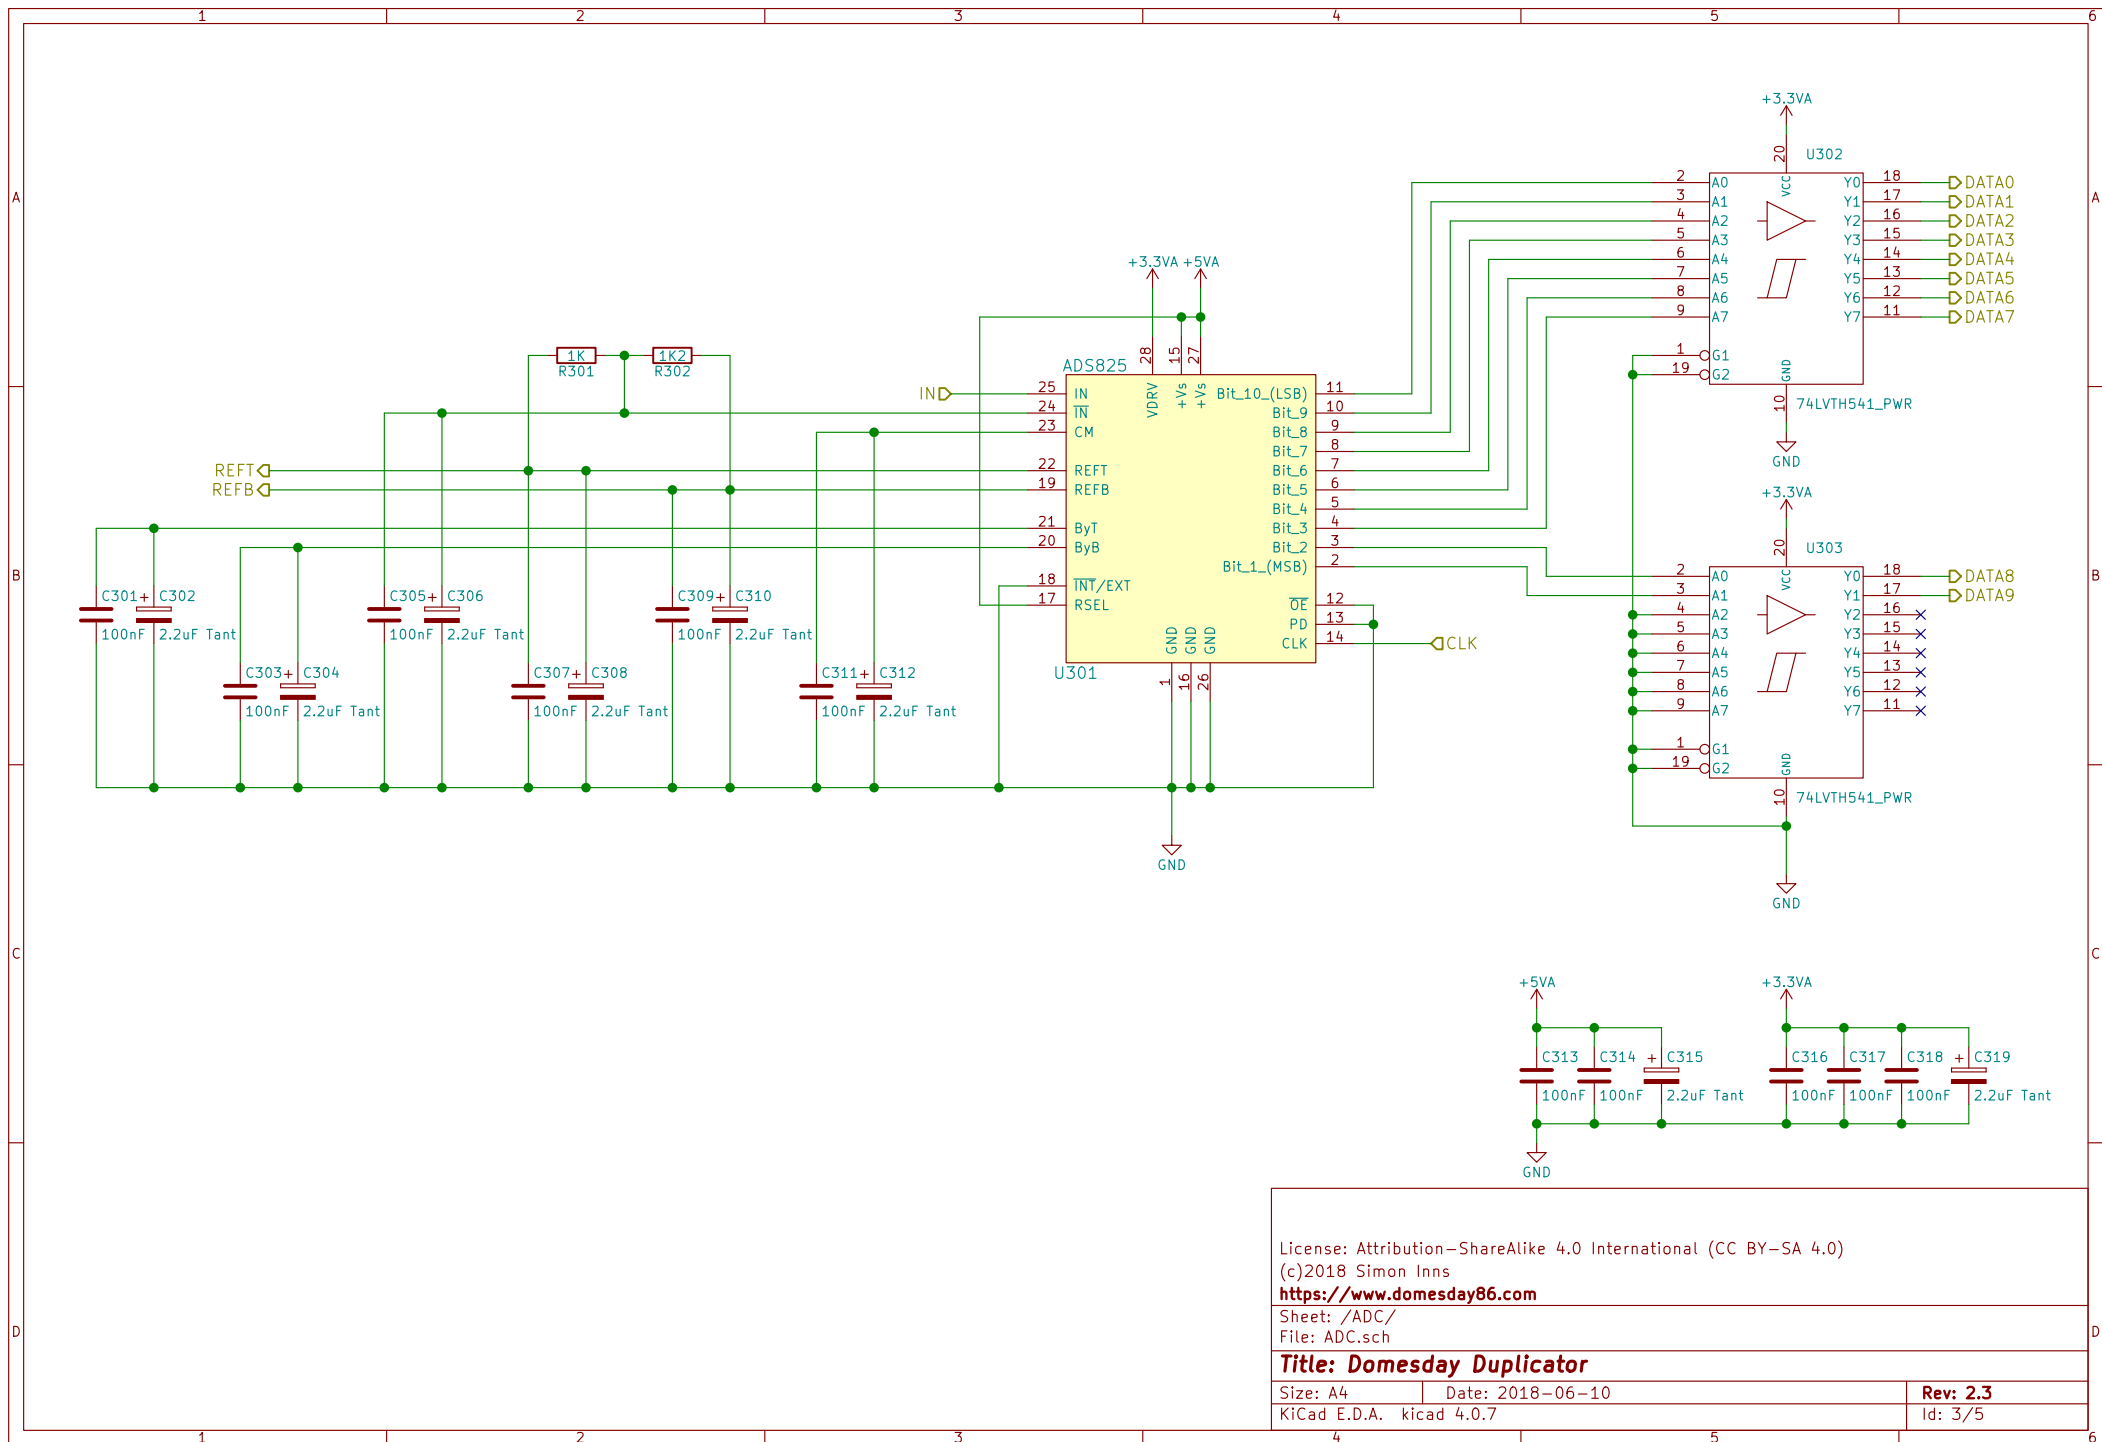 1 2 3 4 5 6
A A
B B
C C
D D
1 2 3 4 5 6
+3.3VA
20
U302
VCC
2 A0 Y0 18 DATA0
3 A1 Y1 17 DATA1
4 A2 Y2 16 DATA2
5 A3 Y3 15 DATA3
6 A4 Y4 14 DATA4
7 A5 Y5 13 DATA5
8 A6 Y6 12 DATA6
9 A7 Y7 11 DATA7
1 G1
19 G2
GND
10
74LVTH541_PWR
GND
+3.3VA +5VA
28 15 27
ADS825
VDRV +Vs +Vs
1K 1K2
R301 R302
IN 25 IN
24 IN
23 CM
REFT 22 REFT
REFB 19 REFB
21 ByT
20 ByB
18 INT/EXT
17 RSEL
Bit_10_(LSB) 11
Bit_9 10
Bit_8 9
Bit_7 8
Bit_6 7
Bit_5 6
Bit_4 5
Bit_3 4
Bit_2 3
Bit_1_(MSB) 2
OE 12
PD 13
CLK 14 CLK
GND GND GND
1 16 26
U301
GND
C301 + C302
100nF 2.2uF Tant
C303 + C304
100nF 2.2uF Tant
C305 + C306
100nF 2.2uF Tant
C307 + C308
100nF 2.2uF Tant
C309 + C310
100nF 2.2uF Tant
C311 + C312
100nF 2.2uF Tant
+3.3VA
20
U303
VCC
2 A0 Y0 18 DATA8
3 A1 Y1 17 DATA9
4 A2 Y2 16
5 A3 Y3 15
6 A4 Y4 14
7 A5 Y5 13
8 A6 Y6 12
9 A7 Y7 11
1 G1
19 G2
GND
10
74LVTH541_PWR
GND
+5VA +3.3VA
C313 C314 + C315 C316 C317 C318 + C319
100nF 100nF 2.2uF Tant 100nF 100nF 100nF 2.2uF Tant
GND
License: Attribution-ShareAlike 4.0 International (CC BY-SA 4.0)
(c)2018 Simon Inns
https://www.domesday86.com
Sheet: /ADC/
File: ADC.sch
Title: Domesday Duplicator
Size: A4 Date: 2018-06-10 Rev: 2.3
KiCad E.D.A. kicad 4.0.7 Id: 3/5